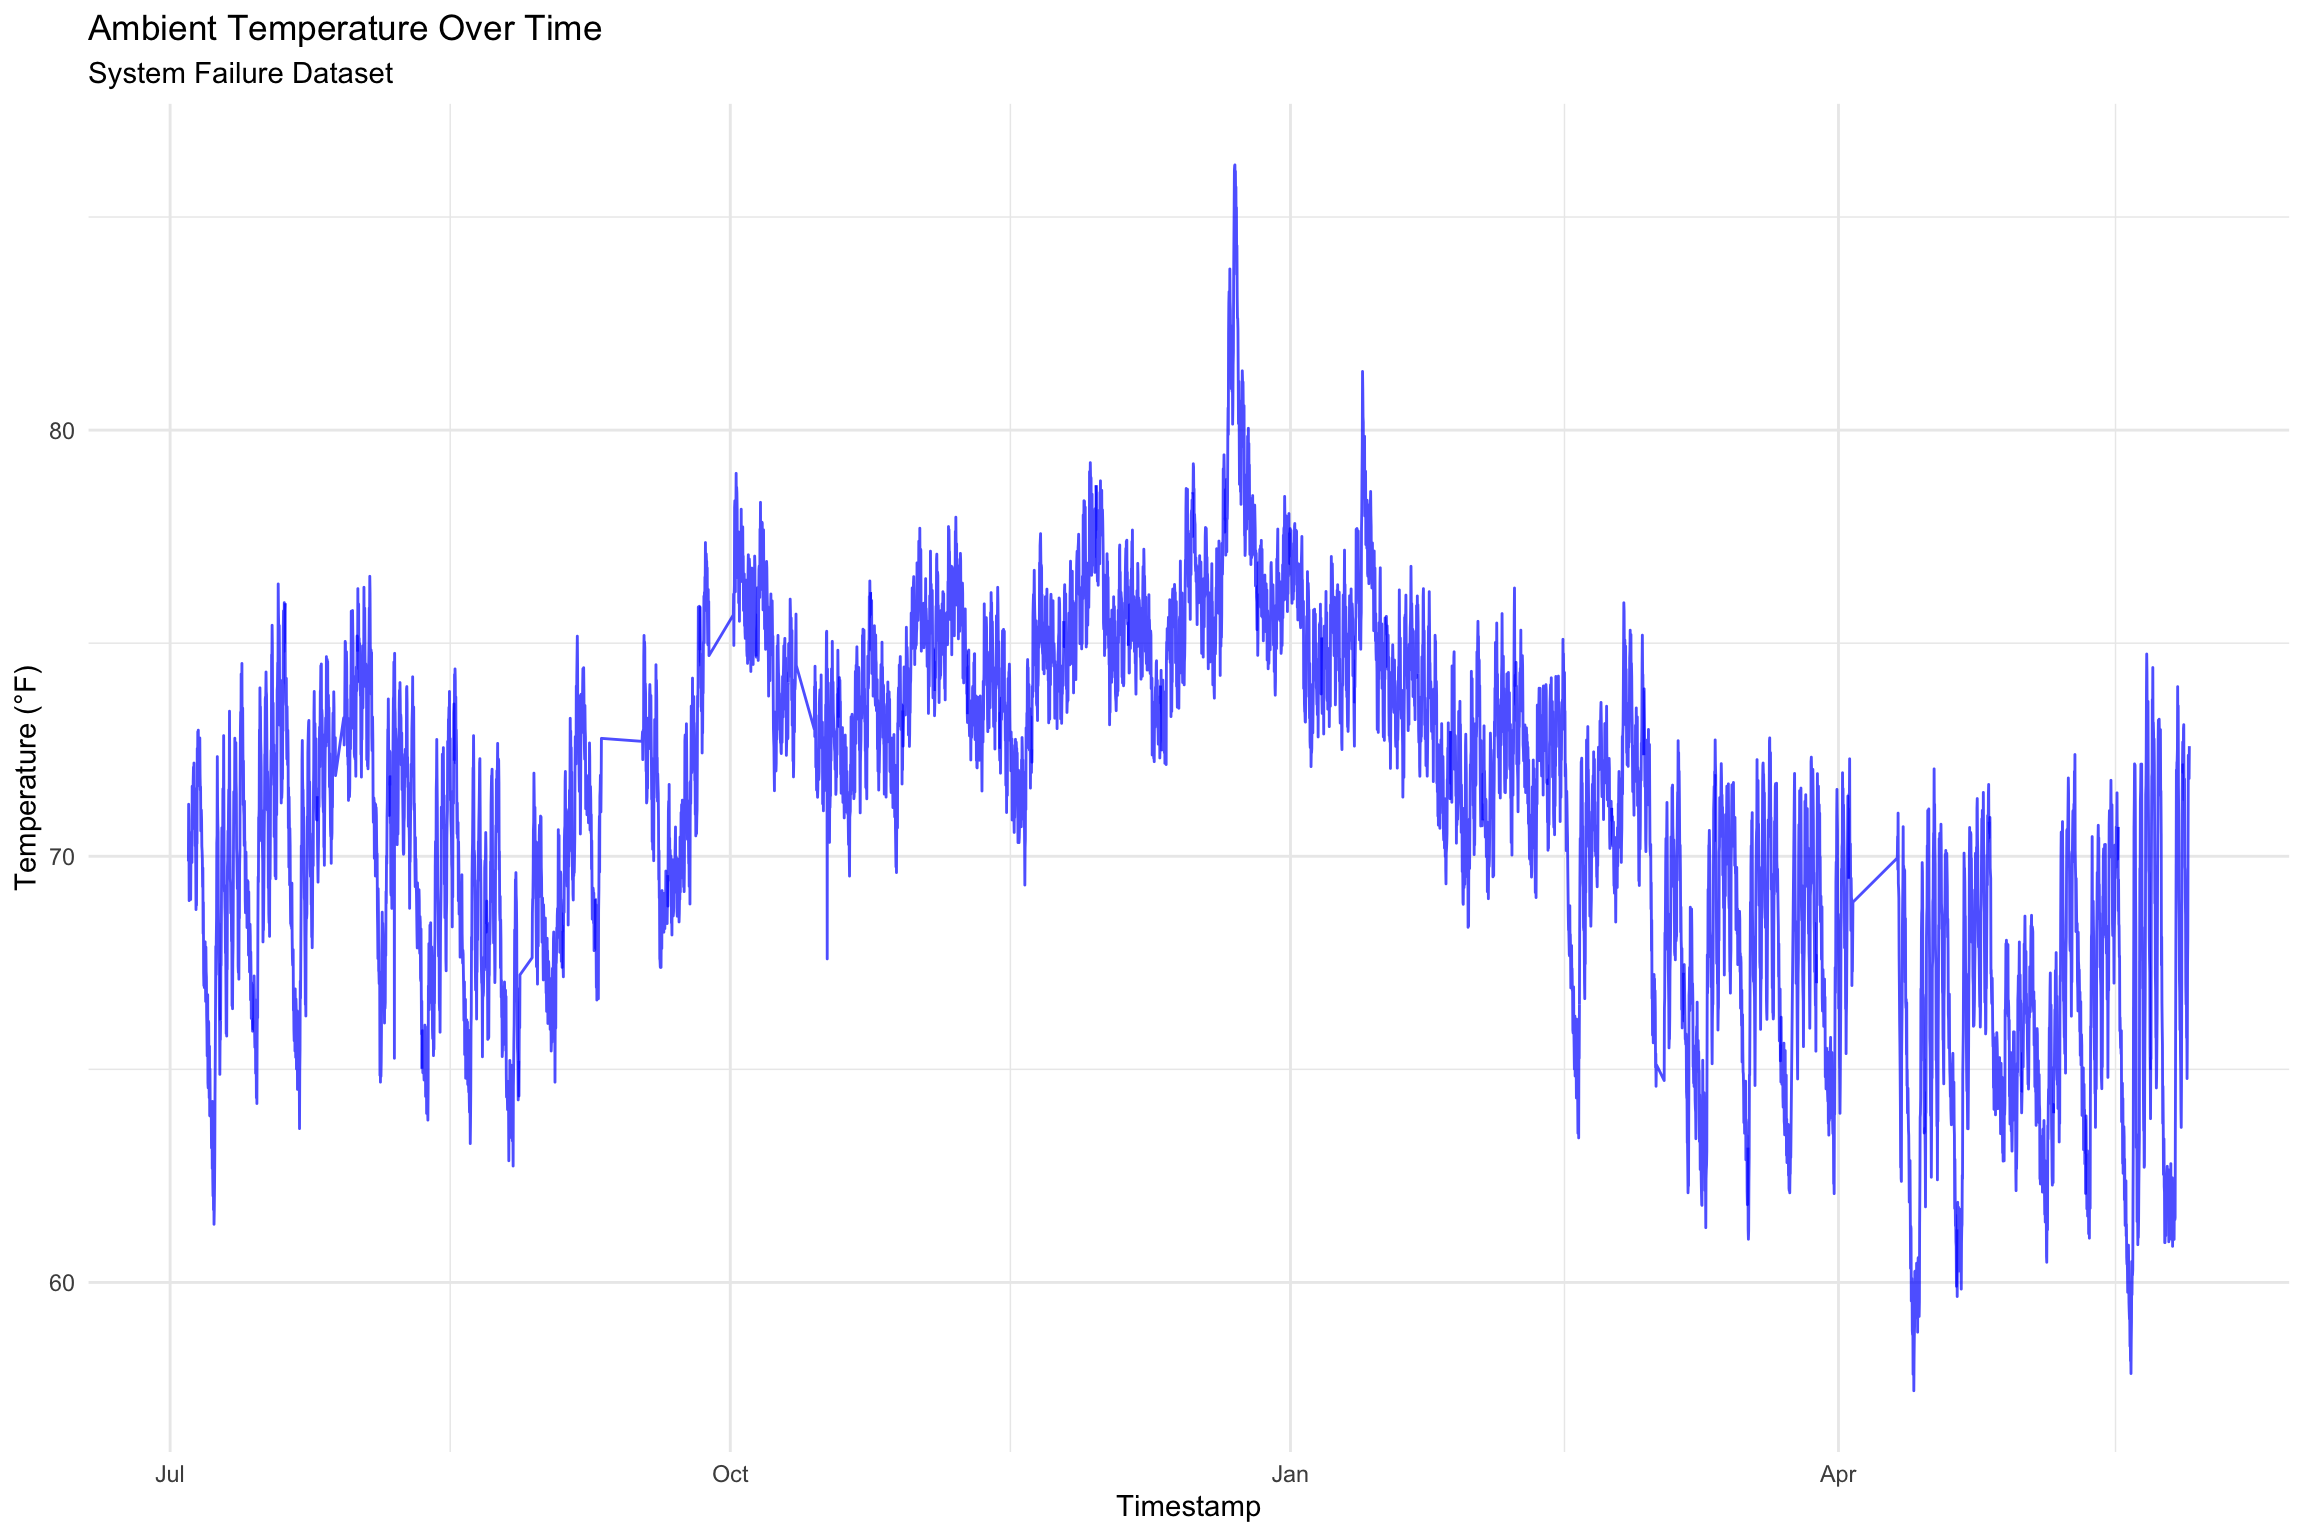 Ambient Temperature Over Time
System Failure Dataset
Temperature (°F)
80
70
60
Jul
Oct
Jan
Apr
Timestamp